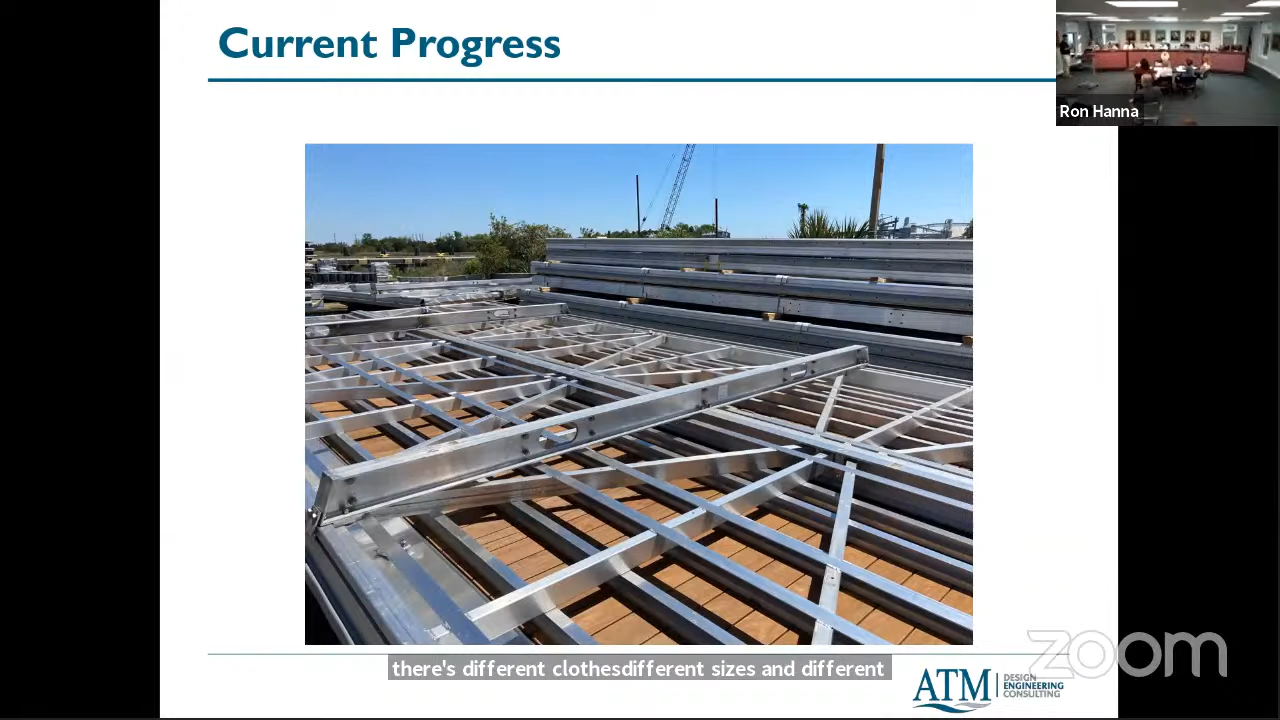 Current Progress
Ron Hanna
there's different clothesdifferent sizes and different
ATM
DESIGN
ENGINEERING
CONSULTING
zoom